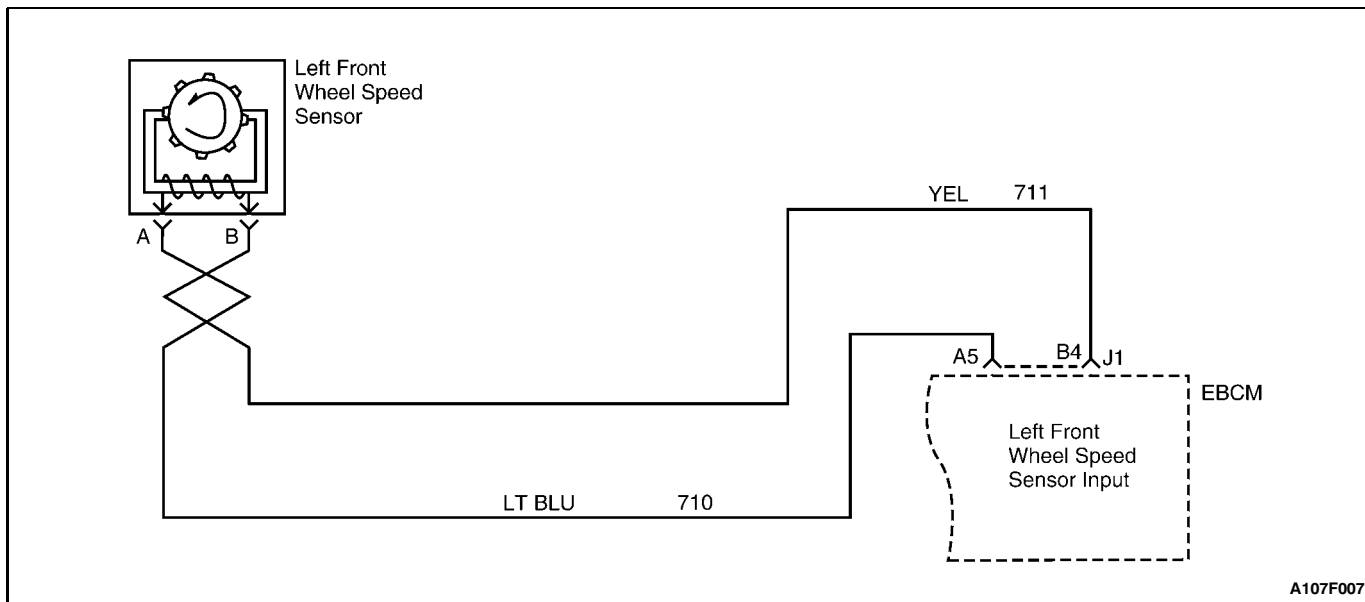 Left Front
Wheel Speed
Sensor
A
B
YEL 711
A5
B4
J1
EBCM
Left Front
Wheel Speed
Sensor Input
LT BLU 710
A107F007